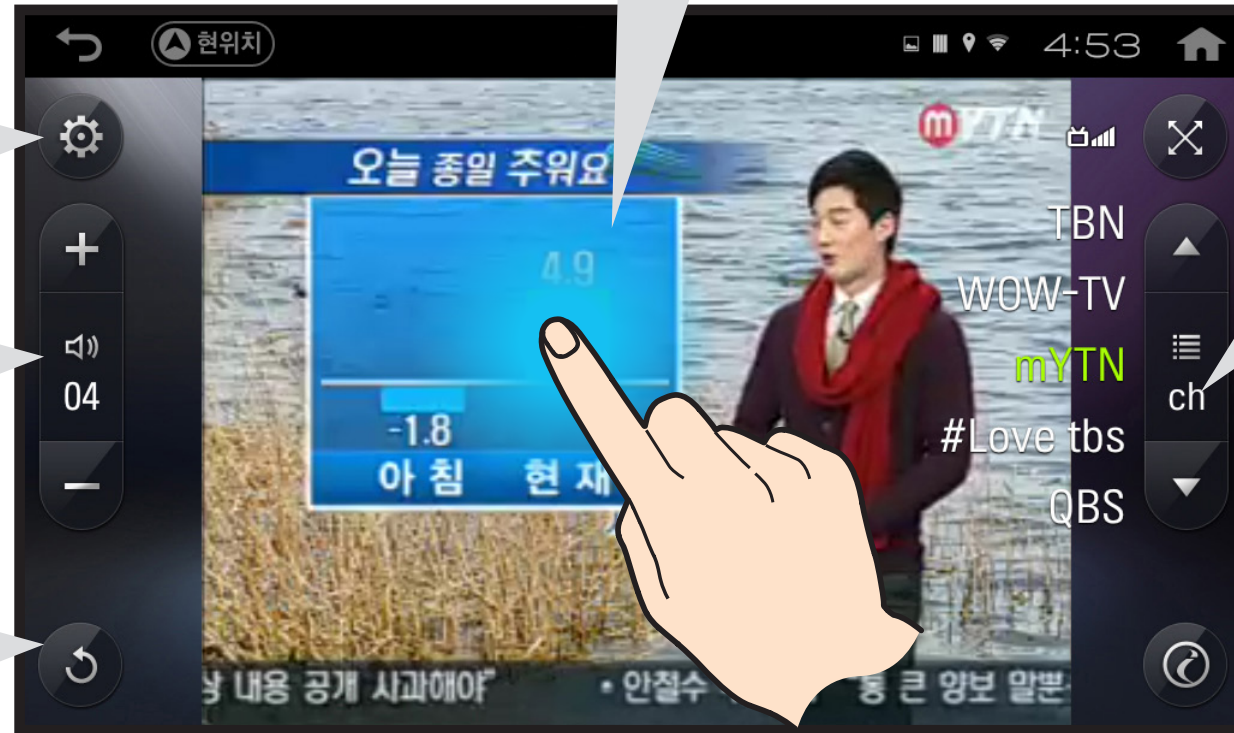 현위치
4:53
mYTN
오늘 종일 추워요
4.9
-1.8
아침 현재
TBN
WOW-TV
mYTN
#Love tbs
QBS
04
ch
상 내용 공개 사과해야" • 안철수 통 큰 양보 말뿐